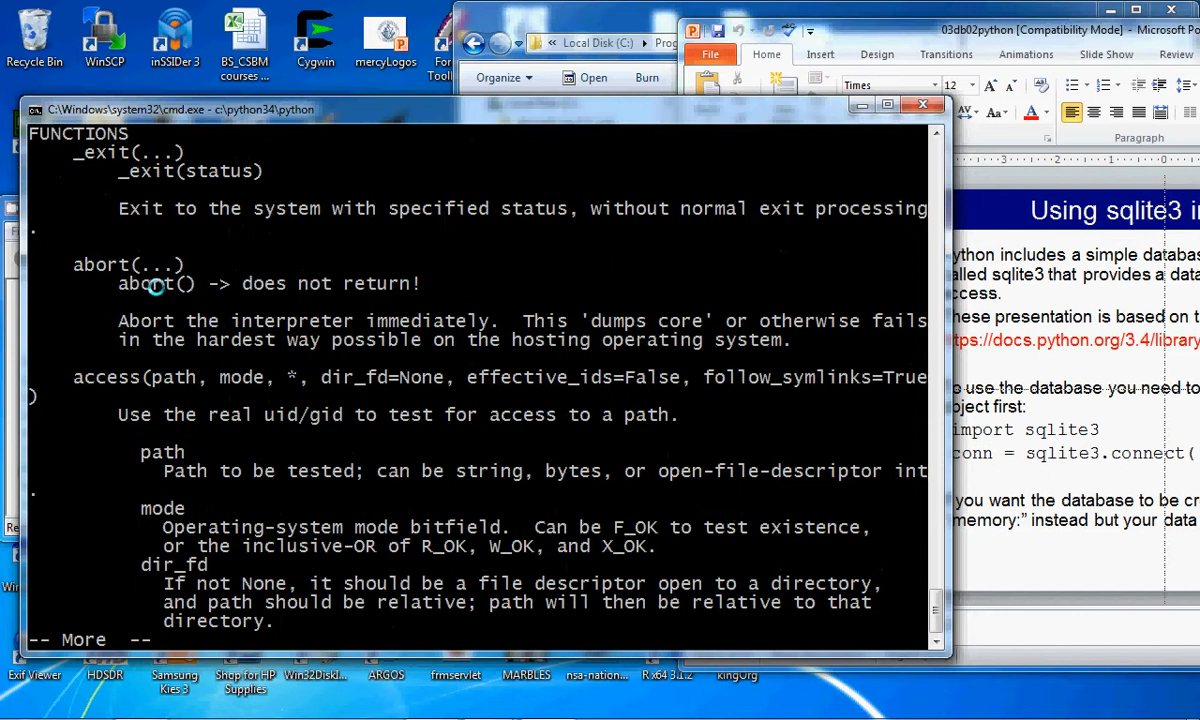 Recycle Bin
WinSCP
inSSIDer 3
BS_CSBM
courses ...
Cygwin
mercyLogos
For
Tooll
Local Disk (C:)
Prog
Organize
Open
Burn
03db02python [Compatibility Mode] - Microsoft Po
File
Home
Insert
Design
Transitions
Animations
Slide Show
Review
Times
12
Paragraph
C:\Windows\system32\cmd.exe - c:\python34\python
FUNCTIONS
_exit(...)
_exit(status)
Exit to the system with specified status, without normal exit processing
.
abort(...)
abort() -> does not return!
Abort the interpreter immediately.  This 'dumps core' or otherwise fails
in the hardest way possible on the hosting operating system.
access(path, mode, *, dir_fd=None, effective_ids=False, follow_symlinks=True
)
Use the real uid/gid to test for access to a path.
path
Path to be tested; can be string, bytes, or open-file-descriptor int
.
mode
Operating-system mode bitfield.  Can be F_OK to test existence,
or the inclusive-OR of R_OK, W_OK, and X_OK.
dir_fd
If not None, it should be a file descriptor open to a directory,
and path should be relative; path will then be relative to that
directory.
-- More  --
Using sqlite3 i
ython includes a simple databas
alled sqlite3 that provides a data
ccess.
hese presentation is based on t
tps://docs.python.org/3.4/library
o use the database you need to
bject first:
import sqlite3
conn = sqlite3.connect(
you want the database to be cr
memory:" instead but your data
Exif Viewer
HDSDR
Samsung
Kies 3
Shop for HP
Supplies
Win32DiskI...
ARGOS
frmservlet
MARBLES
nsa-nation...
R x64 3.1.2
kingOrg